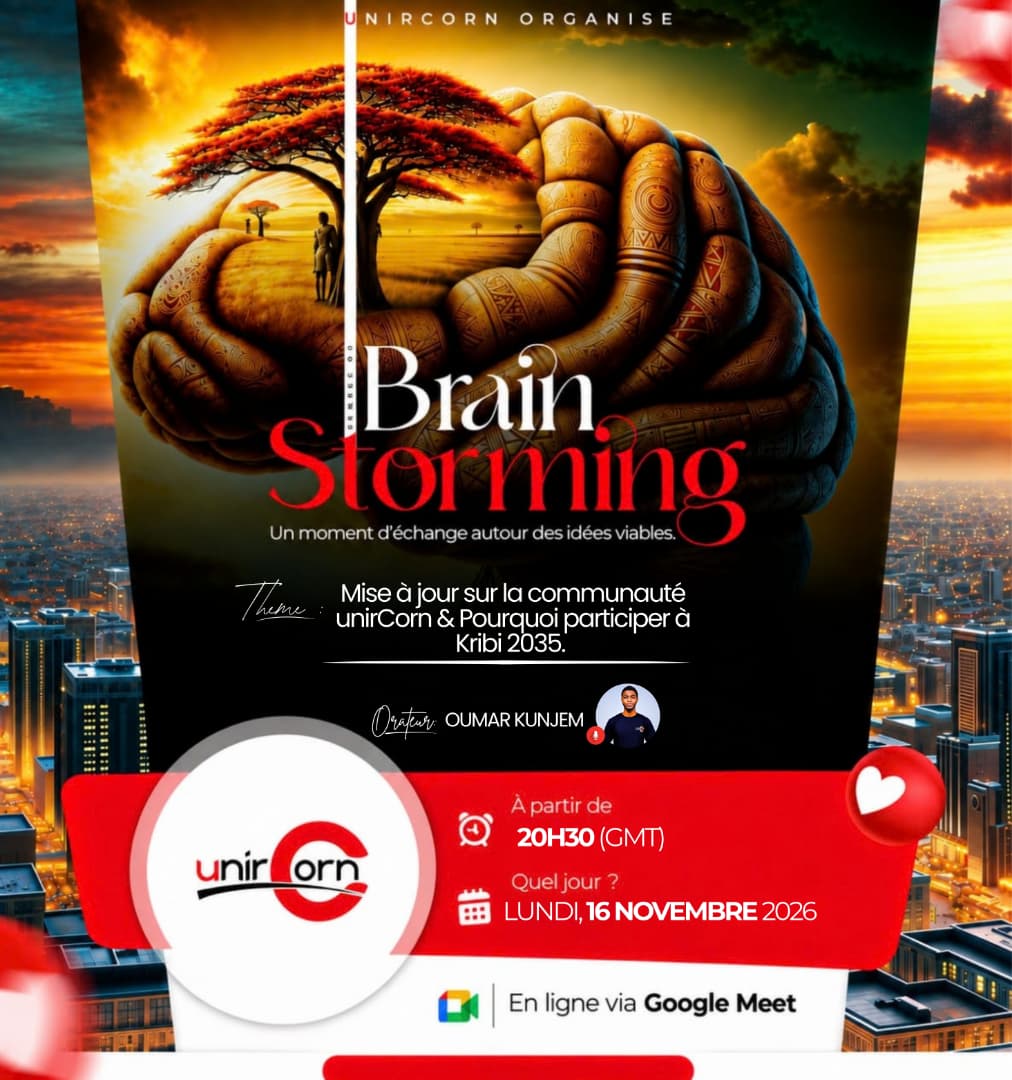 UNIRCORN ORGANISE
Brain
Storming
Un moment d'échange autour des idées viables.
Theme :
Mise à jour sur la communauté
unirCorn & Pourquoi participer à
Kribi 2035.
Orateur: OUMAR KUNJEM
À partir de
20H30 (GMT)
Quel jour ?
LUNDI, 16 NOVEMBRE 2026
unirCorn
En ligne via Google Meet